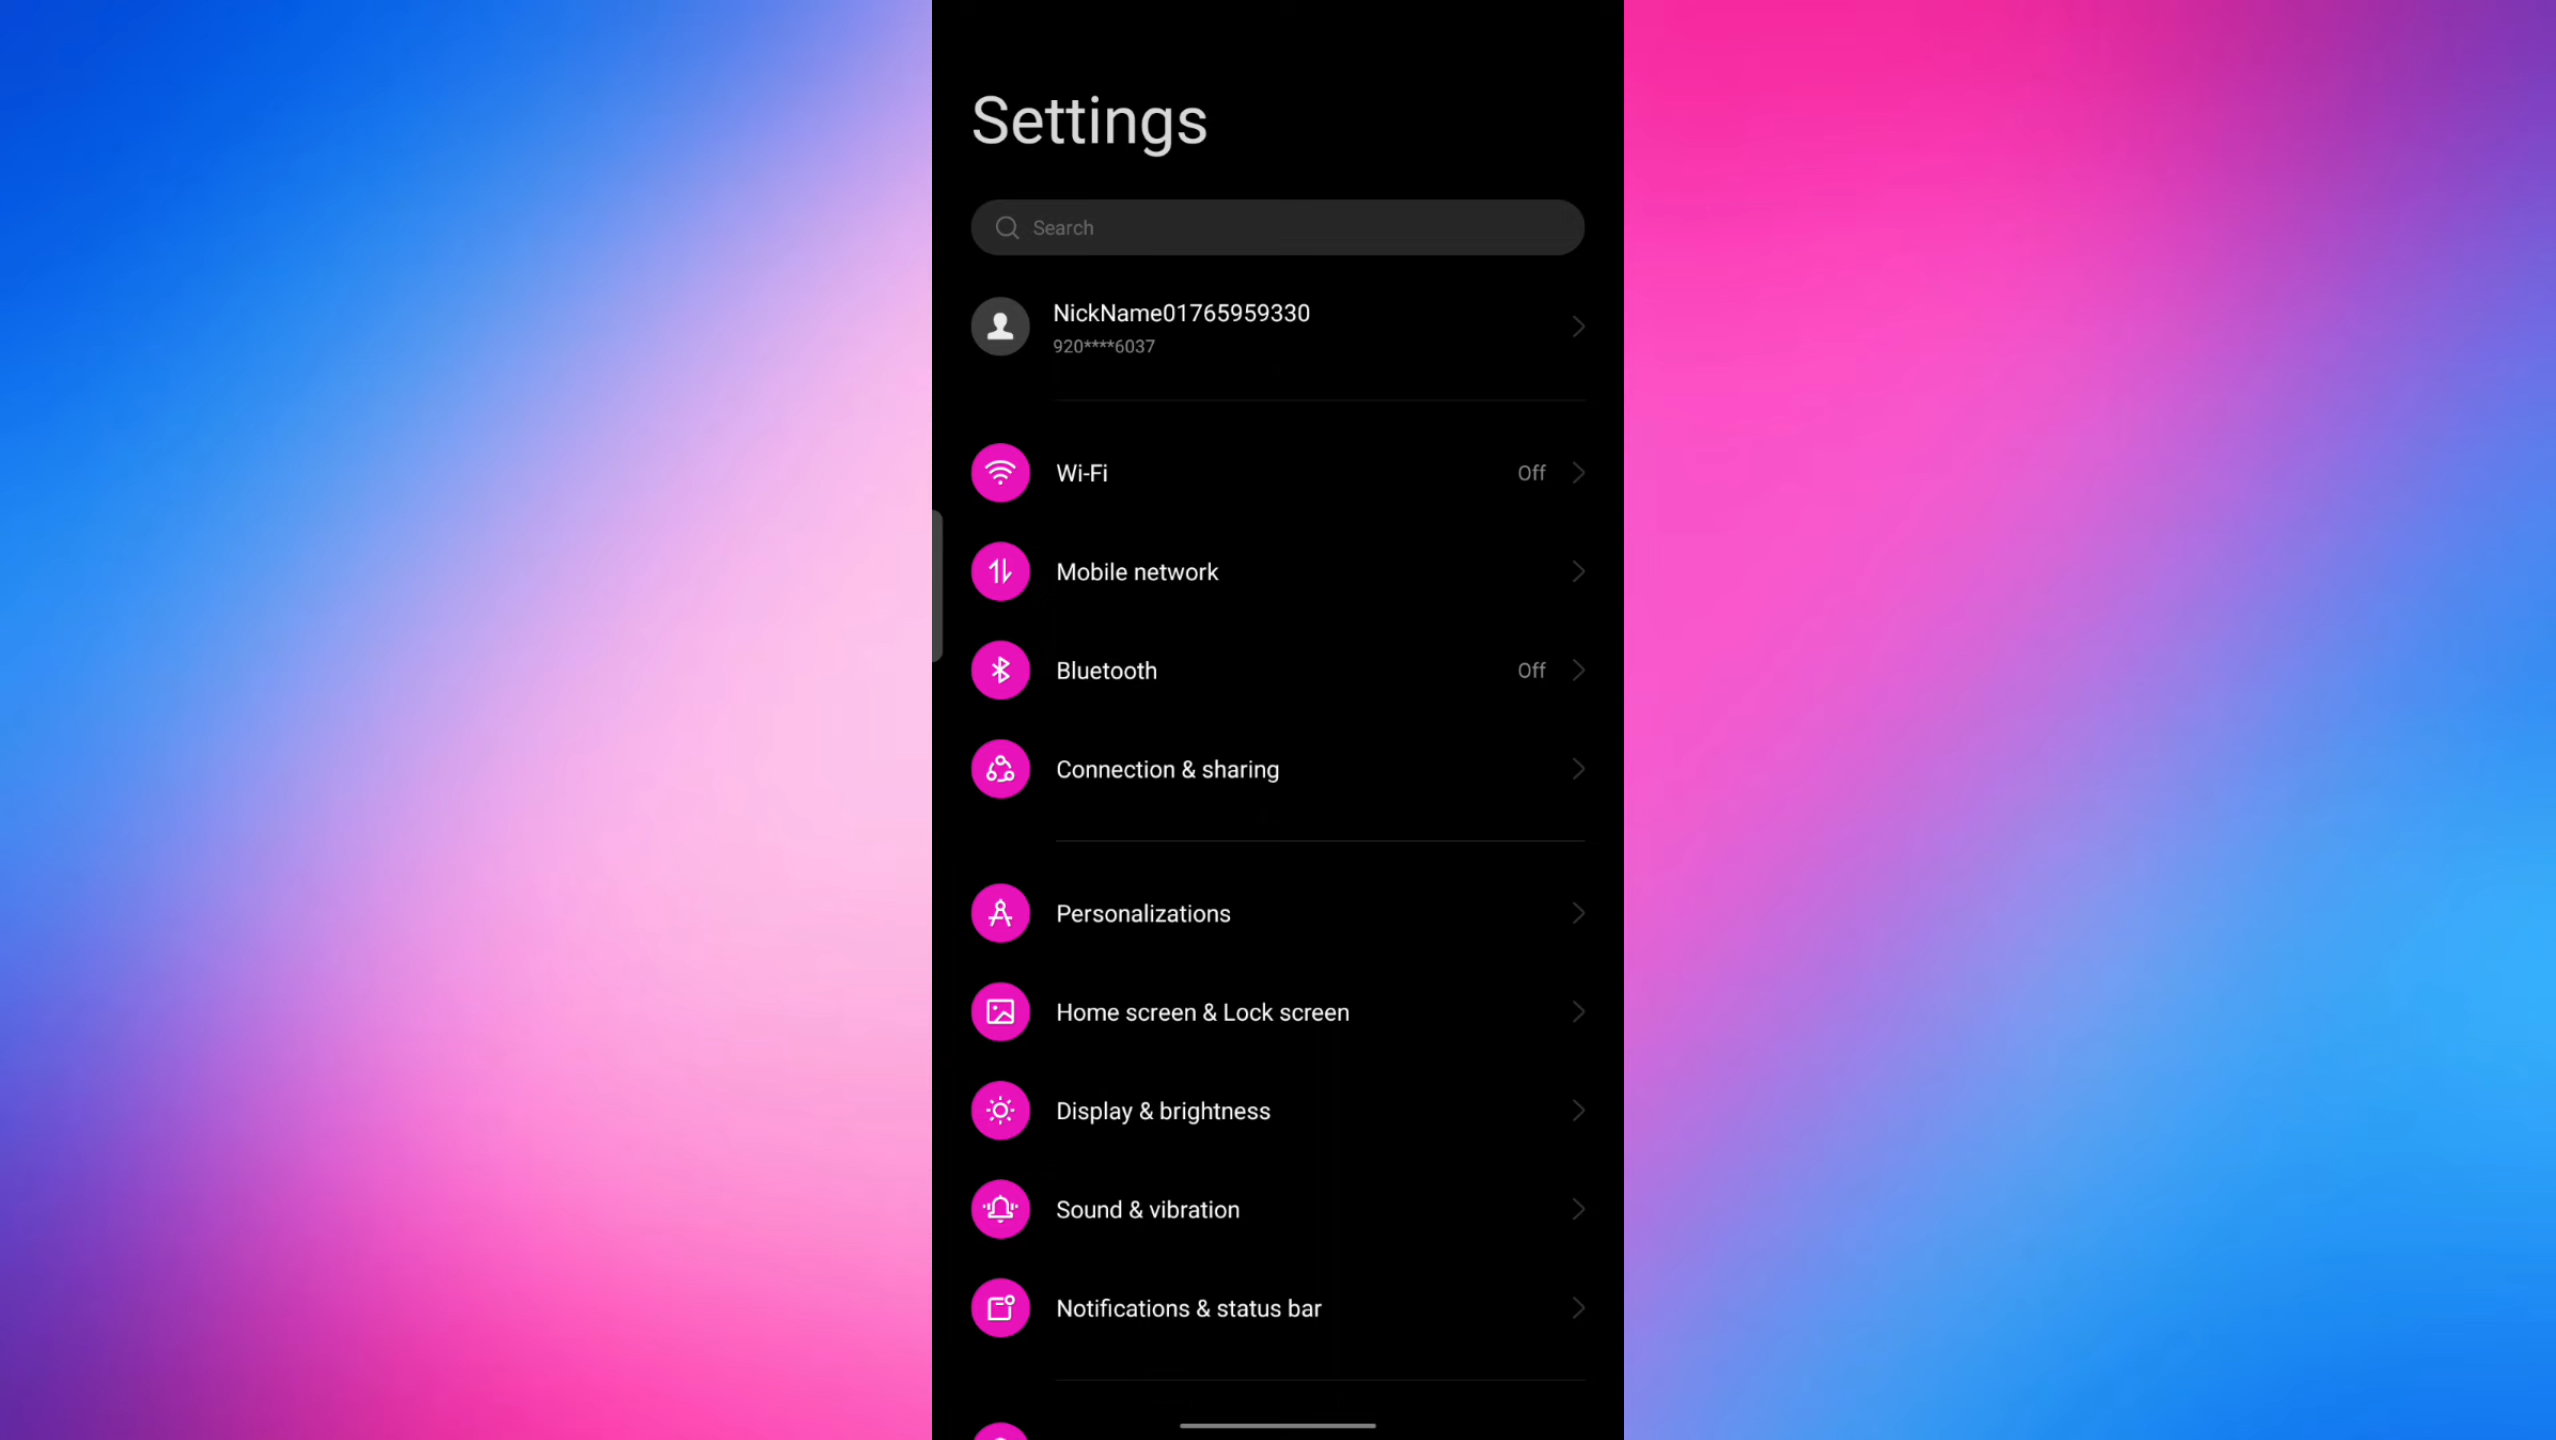 Settings
Search
NickName01765959330
920****6037
Wi-Fi Off
Mobile network
Bluetooth Off
Connection & sharing
Personalizations
Home screen & Lock screen
Display & brightness
Sound & vibration
Notifications & status bar